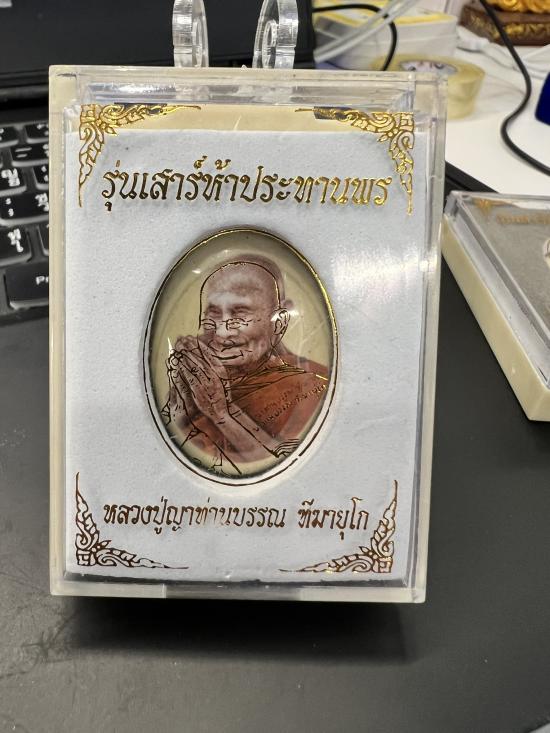 รุ่นเสาร์ห้าประทานพร
หลวงปู่ญาท่านบรรณ ทีฆายุโก